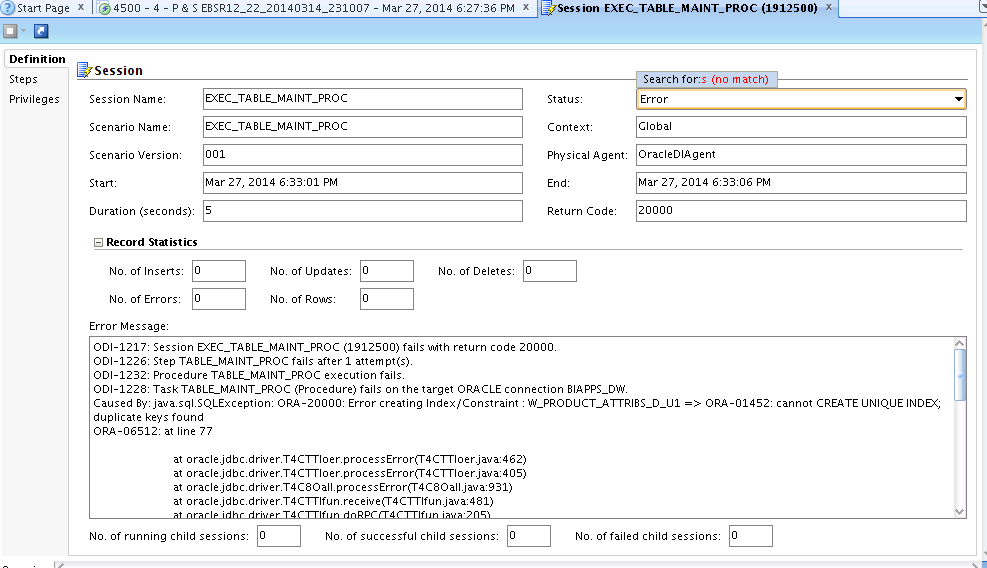 Start Page x 4500 - 4 - P & S EBSR12_22_20140314_231007 - Mar 27, 2014 6:27:36 PM x Session EXEC_TABLE_MAINT_PROC (1912500) x
Definition
Steps
Privileges
Session
Search for:s (no match)
Session Name: EXEC_TABLE_MAINT_PROC Status: Error
Scenario Name: EXEC_TABLE_MAINT_PROC Context: Global
Scenario Version: 001 Physical Agent: OracleDIAgent
Start: Mar 27, 2014 6:33:01 PM End: Mar 27, 2014 6:33:06 PM
Duration (seconds): 5 Return Code: 20000
Record Statistics
No. of Inserts: 0 No. of Updates: 0 No. of Deletes: 0
No. of Errors: 0 No. of Rows: 0
Error Message:
ODI-1217: Session EXEC_TABLE_MAINT_PROC (1912500) fails with return code 20000.
ODI-1226: Step TABLE_MAINT_PROC fails after 1 attempt(s).
ODI-1232: Procedure TABLE_MAINT_PROC execution fails.
ODI-1228: Task TABLE_MAINT_PROC (Procedure) fails on the target ORACLE connection BIAPPS_DW.
Caused By: java.sql.SQLException: ORA-20000: Error creating Index/Constraint : W_PRODUCT_ATTRIBS_D_U1 => ORA-01452: cannot CREATE UNIQUE INDEX;
duplicate keys found
ORA-06512: at line 77
at oracle.jdbc.driver.T4CTTIoer.processError(T4CTTIoer.java:462)
at oracle.jdbc.driver.T4CTTIoer.processError(T4CTTIoer.java:405)
at oracle.jdbc.driver.T4C8Oall.processError(T4C8Oall.java:931)
at oracle.jdbc.driver.T4CTTIfun.receive(T4CTTIfun.java:481)
at oracle.jdbc.driver.T4CTTIfun.doRPC(T4CTTIfun.java:205)
No. of running child sessions: 0 No. of successful child sessions: 0 No. of failed child sessions: 0